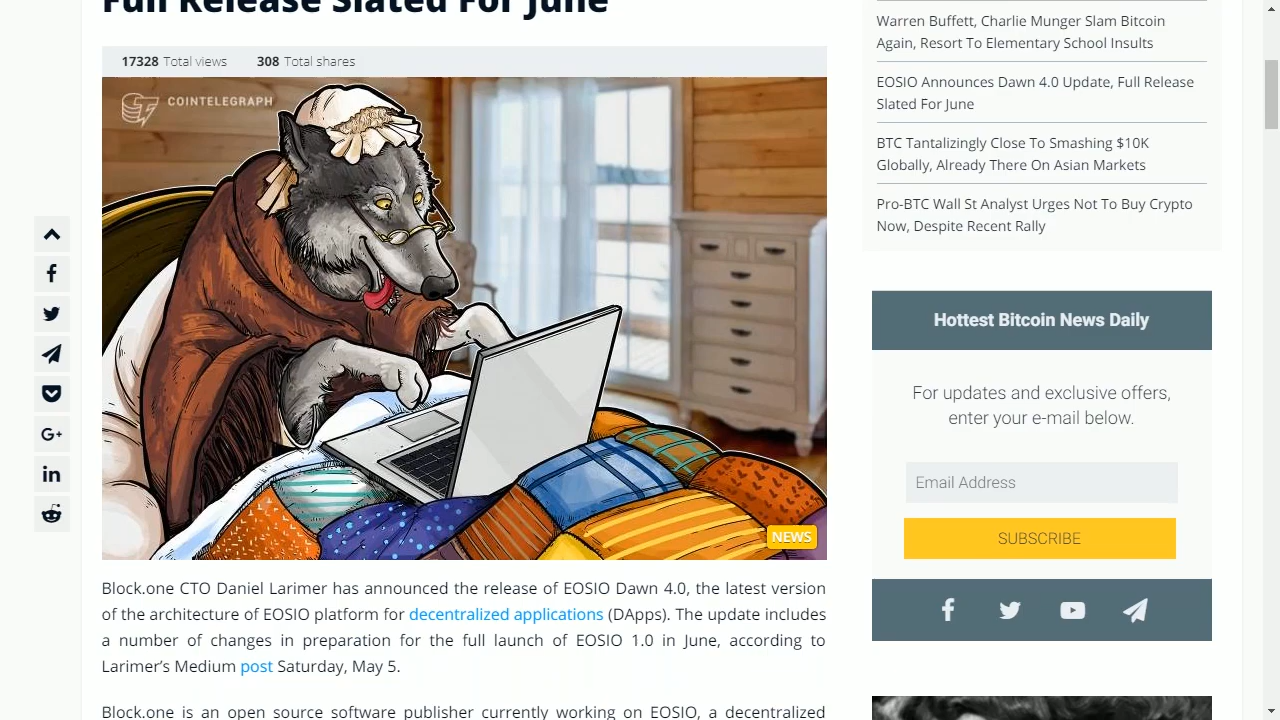 Full Release Slated For June
17328 Total views 308 Total shares
COINTELEGRAPH
NEWS
Block.one CTO Daniel Larimer has announced the release of EOSIO Dawn 4.0, the latest version
of the architecture of EOSIO platform for decentralized applications (DApps). The update includes
a number of changes in preparation for the full launch of EOSIO 1.0 in June, according to
Larimer’s Medium post Saturday, May 5.
Block.one is an open source software publisher currently working on EOSIO, a decentralized
Warren Buffett, Charlie Munger Slam Bitcoin
Again, Resort To Elementary School Insults
EOSIO Announces Dawn 4.0 Update, Full Release
Slated For June
BTC Tantalizingly Close To Smashing $10K
Globally, Already There On Asian Markets
Pro-BTC Wall St Analyst Urges Not To Buy Crypto
Now, Despite Recent Rally
Hottest Bitcoin News Daily
For updates and exclusive offers,
enter your e-mail below.
Email Address
SUBSCRIBE